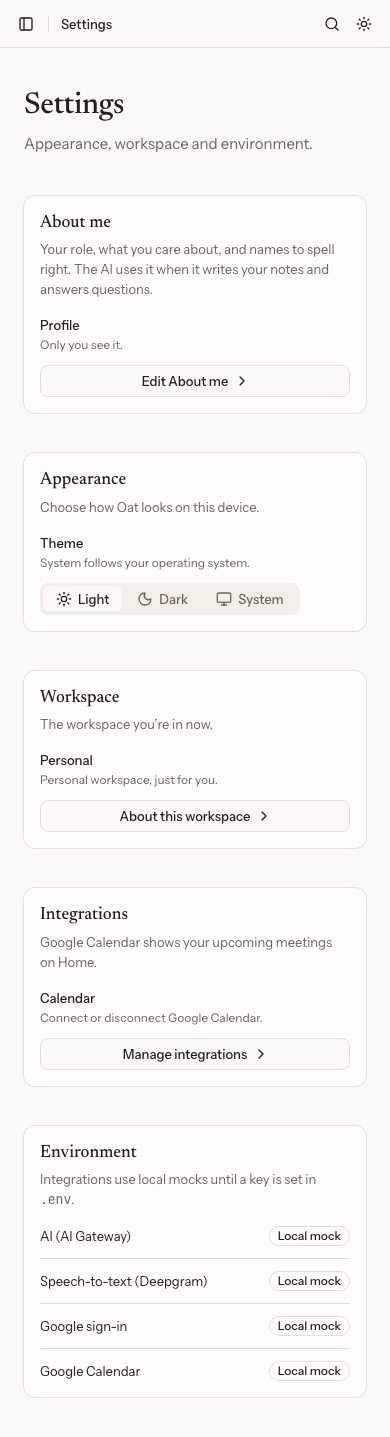 Settings
Settings
Appearance, workspace and environment.
About me
Your role, what you care about, and names to spell
right. The AI uses it when it writes your notes and
answers questions.
Profile
Only you see it.
Edit About me
Appearance
Choose how Oat looks on this device.
Theme
System follows your operating system.
Light Dark System
Workspace
The workspace you’re in now.
Personal
Personal workspace, just for you.
About this workspace
Integrations
Google Calendar shows your upcoming meetings
on Home.
Calendar
Connect or disconnect Google Calendar.
Manage integrations
Environment
Integrations use local mocks until a key is set in
.env.
AI (AI Gateway) Local mock
Speech-to-text (Deepgram) Local mock
Google sign-in Local mock
Google Calendar Local mock